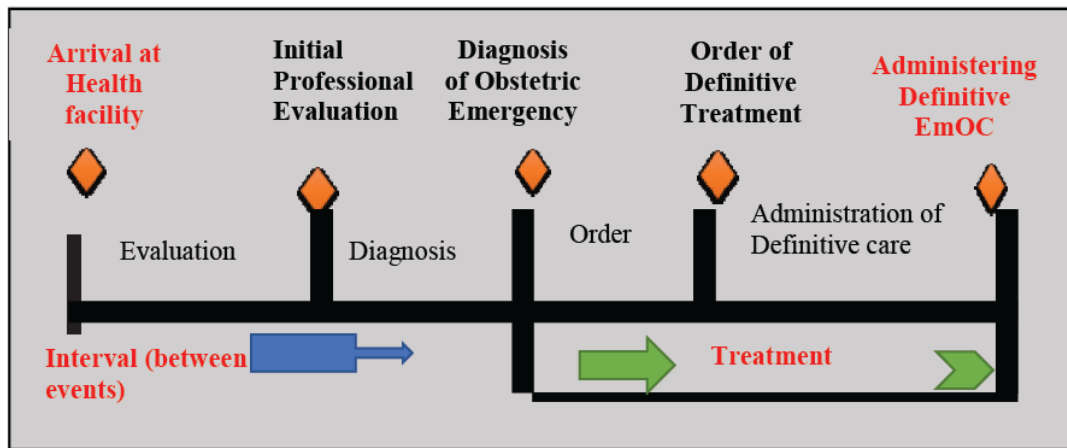 Arrival at
Health
facility
Initial
Professional
Evaluation
Diagnosis
of Obstetric
Emergency
Order of
Definitive
Treatment
Administering
Definitive
EmOC
Evaluation
Diagnosis
Order
Administration of
Definitive care
Interval (between
events)
Treatment